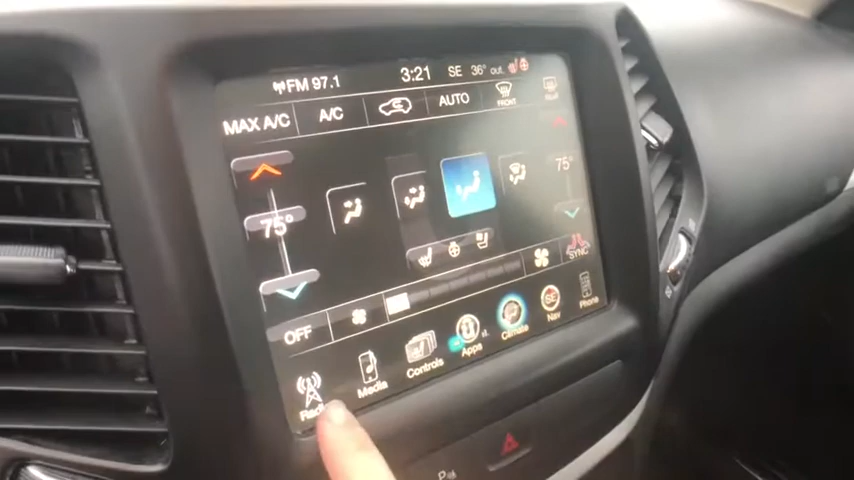 FM 97.1 3:21 SE 36° out
MAX A/C A/C AUTO FRONT
75° 75°
SYNC
OFF
Radio Media Controls Apps Climate Nav Phone
SE